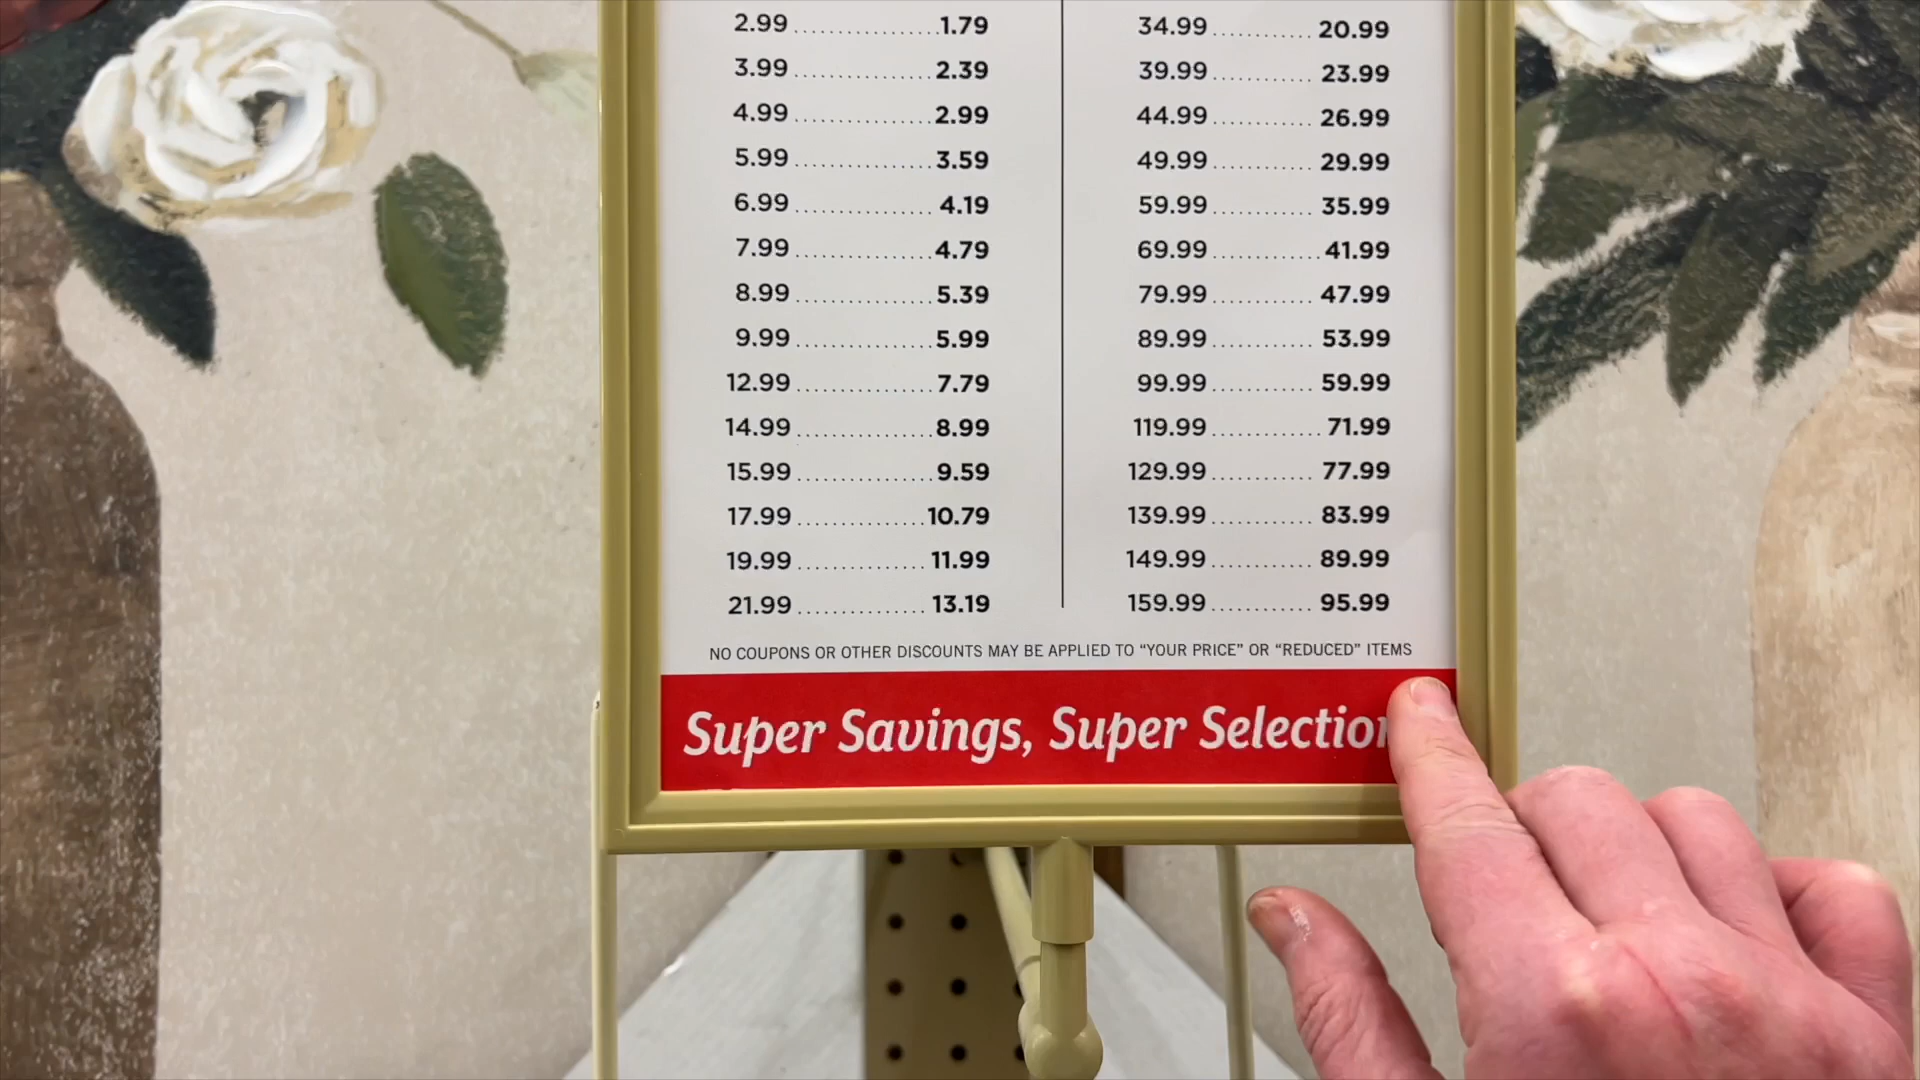 2.99 ........................ 1.79
3.99 ........................ 2.39
4.99 ........................ 2.99
5.99 ........................ 3.59
6.99 ........................ 4.19
7.99 ........................ 4.79
8.99 ........................ 5.39
9.99 ........................ 5.99
12.99 ........................ 7.79
14.99 ........................ 8.99
15.99 ........................ 9.59
17.99 ...................... 10.79
19.99 ...................... 11.99
21.99 ...................... 13.19
34.99 ................ 20.99
39.99 ................ 23.99
44.99 ................ 26.99
49.99 ................ 29.99
59.99 ................ 35.99
69.99 ................ 41.99
79.99 ................ 47.99
89.99 ................ 53.99
99.99 ................ 59.99
119.99 ................ 71.99
129.99 ................ 77.99
139.99 ................ 83.99
149.99 ................ 89.99
159.99 ................ 95.99
NO COUPONS OR OTHER DISCOUNTS MAY BE APPLIED TO “YOUR PRICE” OR “REDUCED” ITEMS
Super Savings, Super Selection